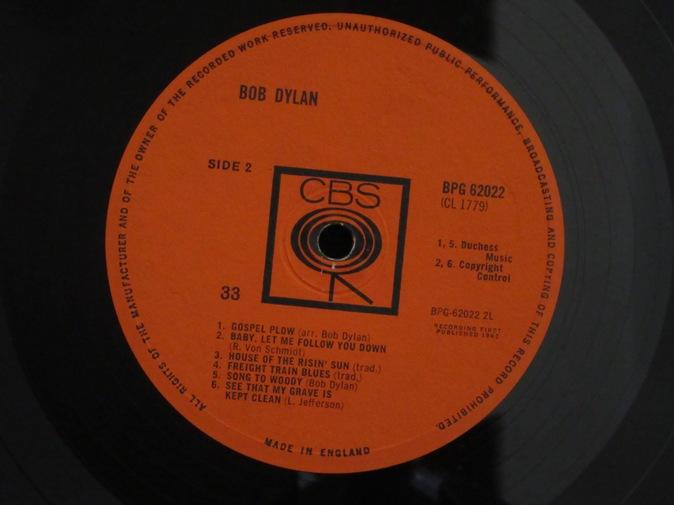 ALL RIGHTS OF THE MANUFACTURER AND OF THE OWNER OF THE RECORDED WORK RESERVED. UNAUTHORIZED PUBLIC PERFORMANCE, BROADCASTING AND COPYING OF THIS RECORD PROHIBITED.
BOB DYLAN
SIDE 2
CBS
BPG 62022
(CL 1779)
1, 5. Duchess
Music
2, 6. Copyright
Control
33
BPG-62022 2L
RECORDING FIRST
PUBLISHED
1. GOSPEL PLOW (arr. Bob Dylan)
2. BABY, LET ME FOLLOW YOU DOWN
(R. Von Schmidt)
3. HOUSE OF THE RISIN' SUN (trad.)
4. FREIGHT TRAIN BLUES (trad.)
5. SONG TO WOODY (Bob Dylan)
6. SEE THAT MY GRAVE IS
KEPT CLEAN (L. Jefferson)
MADE IN ENGLAND